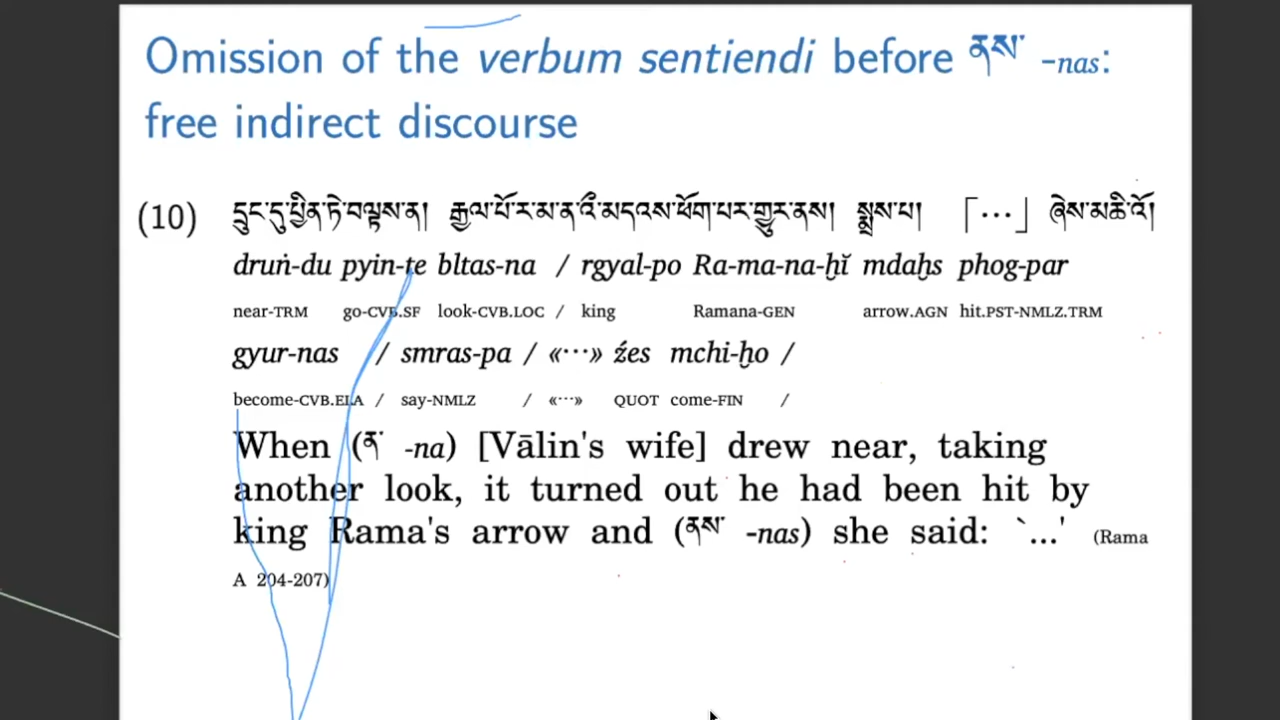 Omission of the verbum sentiendi before ནས་ -nas:
free indirect discourse
(10) དྲུང་དུ་པྱིན་ཏེ་བལྟས་ན། རྒྱལ་པོ་ར་མ་ན་འི་མདའས་ཕོག་པར་གྱུར་ནས། སྨྲས་པ། ｢…｣ ཞེས་མཆི་འོ།
druṅ-du pyin-te bltas-na / rgyal-po Ra-ma-na-ḫĭ mdaḫs phog-par
near-TRM go-CVB.SF look-CVB.LOC / king Ramana-GEN arrow.AGN hit.PST-NMLZ.TRM
gyur-nas / smras-pa / «···» źes mchi-ḫo /
become-CVB.ELA / say-NMLZ / «···» QUOT come-FIN /
When (ན་ -na) [Vālin's wife] drew near, taking
another look, it turned out he had been hit by
king Rama's arrow and (ནས་ -nas) she said: `...' (Rama
A 204-207)